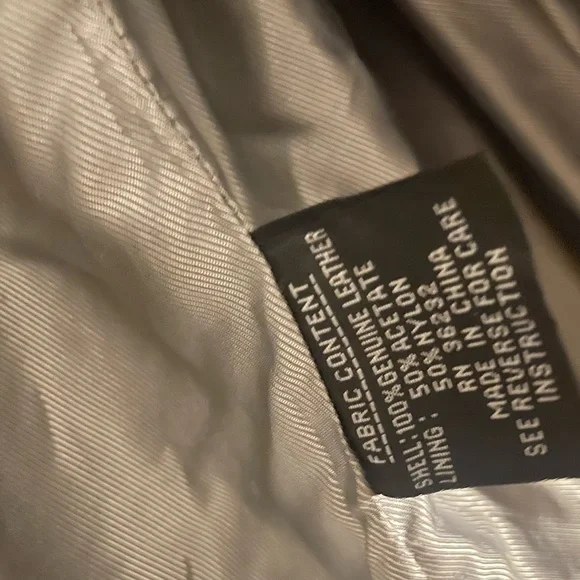 FABRIC CONTENT
SHELL:100%GENUINE LEATHER
LINING: 50%ACETATE
50%NYLON
RN 96232
MADE IN CHINA
SEE REVERSE FOR CARE
INSTRUCTION